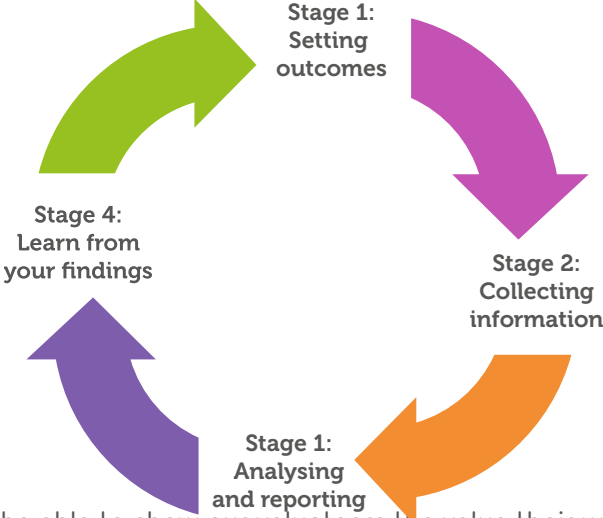 Stage 1:
Setting
outcomes
Stage 2:
Collecting
information
Stage 1:
Analysing
and reporting
Stage 4:
Learn from
your findings